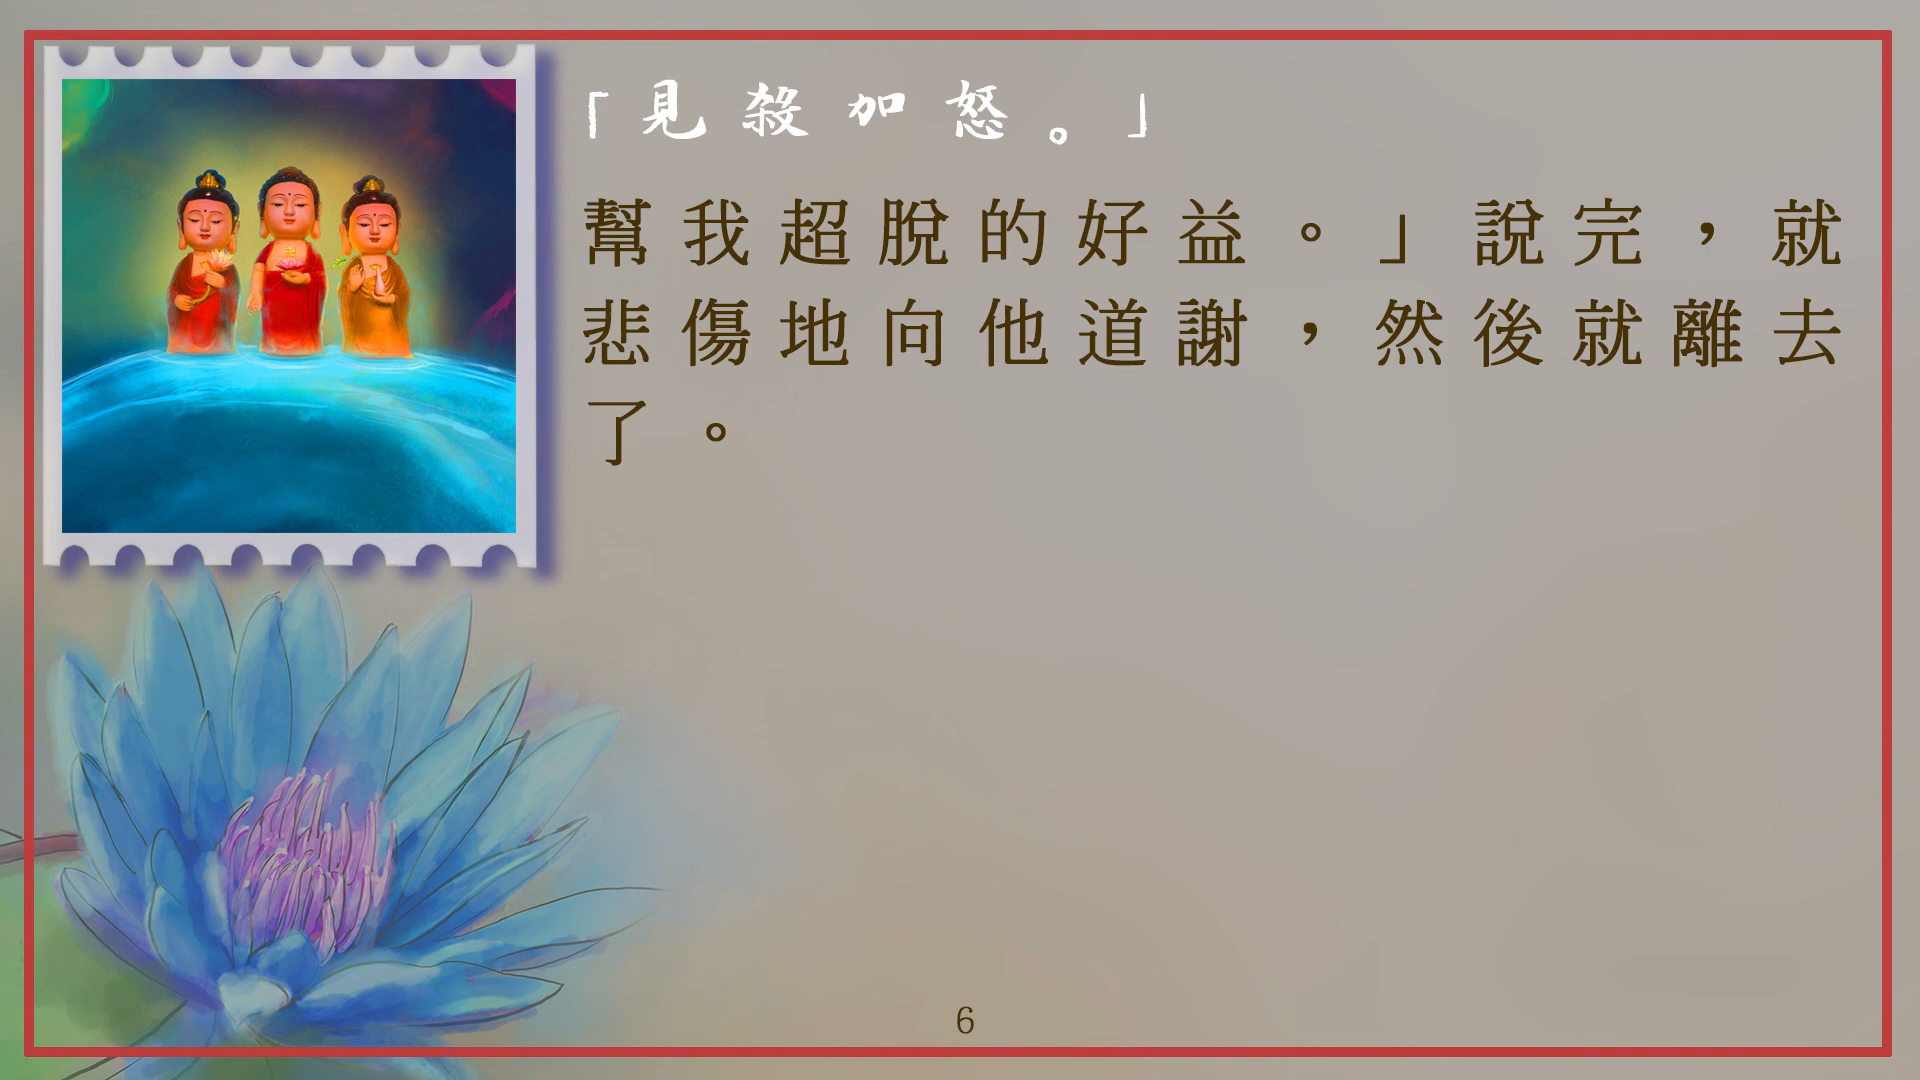 「見殺加怒。」
幫我超脫的好益。」說完，就
悲傷地向他道謝，然後就離去
了。
6